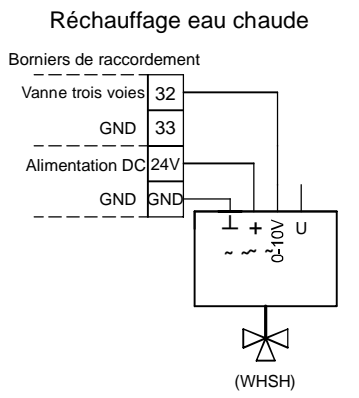 Réchauffage eau chaude
Borniers de raccordement
Vanne trois voies 32
GND 33
Alimentation DC 24V
GND GND
⊥ + 0-10V U
~ ~ ~
(WHSH)